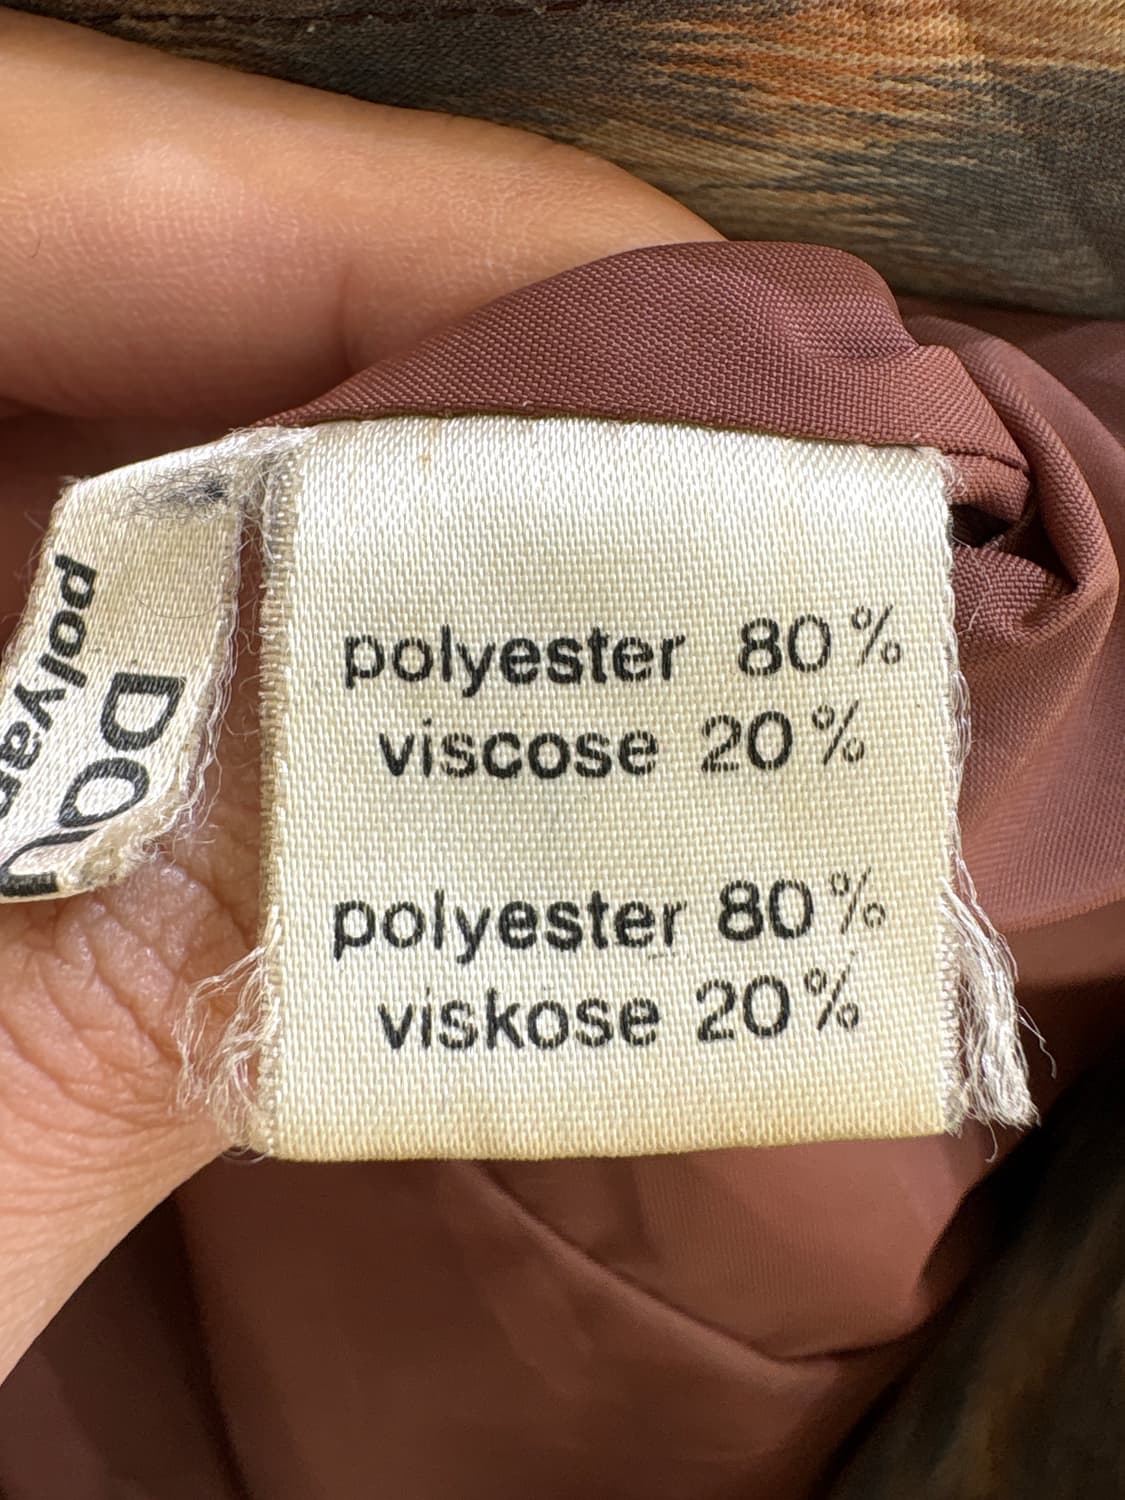 polyester 80%
viscose 20%
polyester 80%
viskose 20%